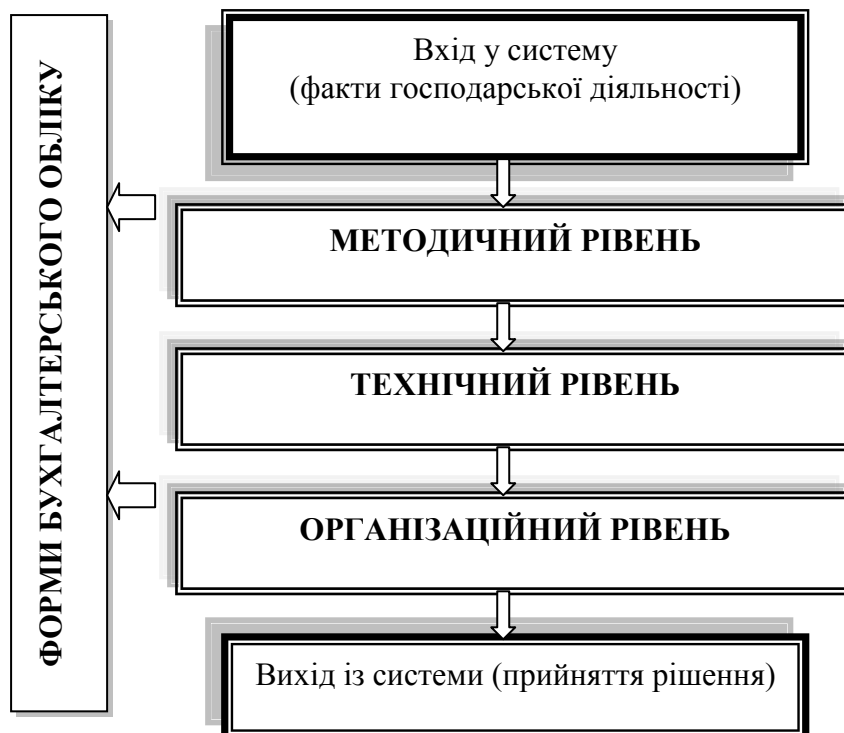 ФОРМИ БУХГАЛТЕРСЬКОГО ОБЛІКУ
Вхід у систему
(факти господарської діяльності)
МЕТОДИЧНИЙ РІВЕНЬ
ТЕХНІЧНИЙ РІВЕНЬ
ОРГАНІЗАЦІЙНИЙ РІВЕНЬ
Вихід із системи (прийняття рішення)